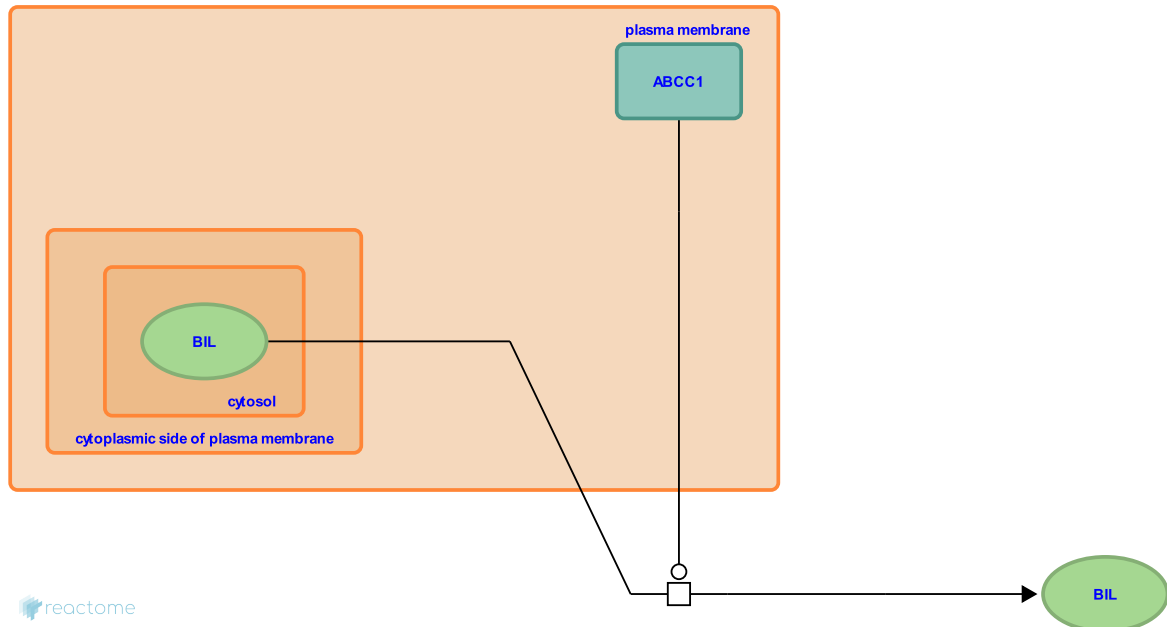 plasma membrane
ABCC1
BIL
cytosol
cytoplasmic side of plasma membrane
BIL
reactome